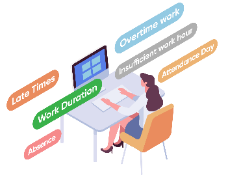 Overtime work
Insufficient work hour
Attendance Day
Late Times
Work Duration
Absence